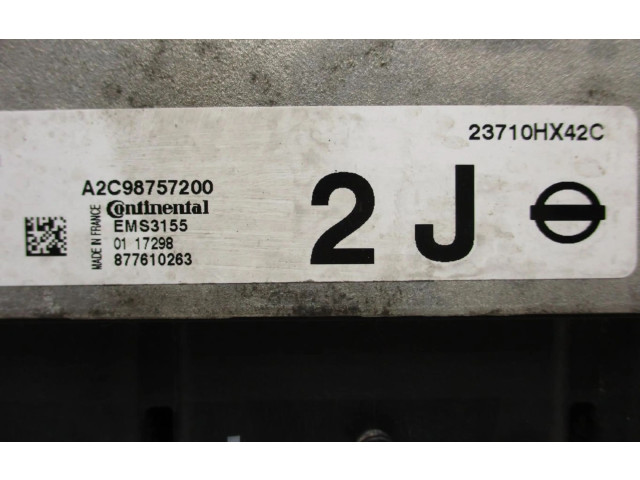 23710HX42C
A2C98757200
Continental
EMS3155
01 17298
877610263
MADE IN FRANCE
2 J